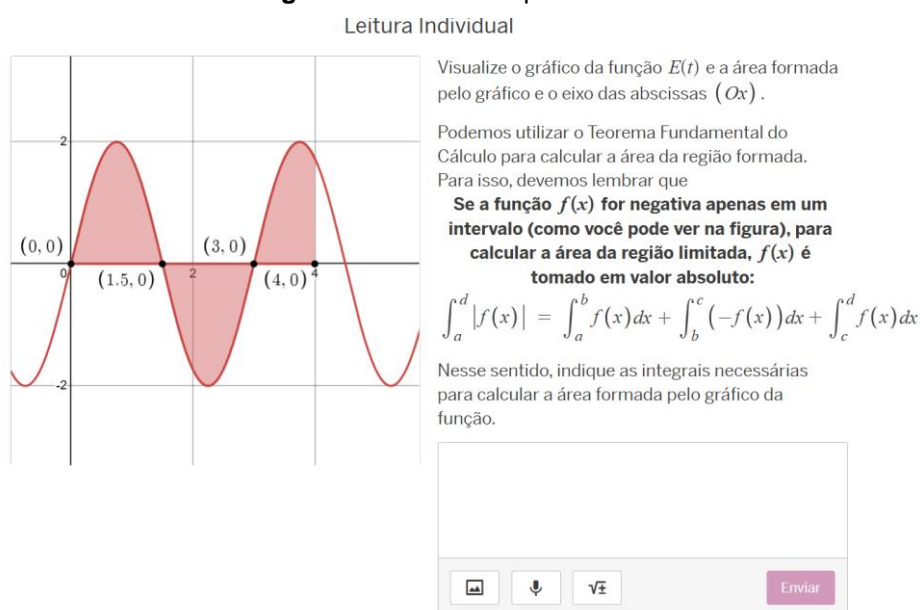 Leitura Individual
2
(0, 0)
(3, 0)
0
(1.5, 0)
2
(4, 0)
4
-2
Visualize o gráfico da função E(t) e a área formada
pelo gráfico e o eixo das abscissas (Ox) .
Podemos utilizar o Teorema Fundamental do
Cálculo para calcular a área da região formada.
Para isso, devemos lembrar que
Se a função f(x) for negativa apenas em um
intervalo (como você pode ver na figura), para
calcular a área da região limitada, f(x) é
tomado em valor absoluto:
∫_a^d |f(x)| = ∫_a^b f(x)dx + ∫_b^c (-f(x))dx + ∫_c^d f(x)dx
Nesse sentido, indique as integrais necessárias
para calcular a área formada pelo gráfico da
função.
√±
Enviar